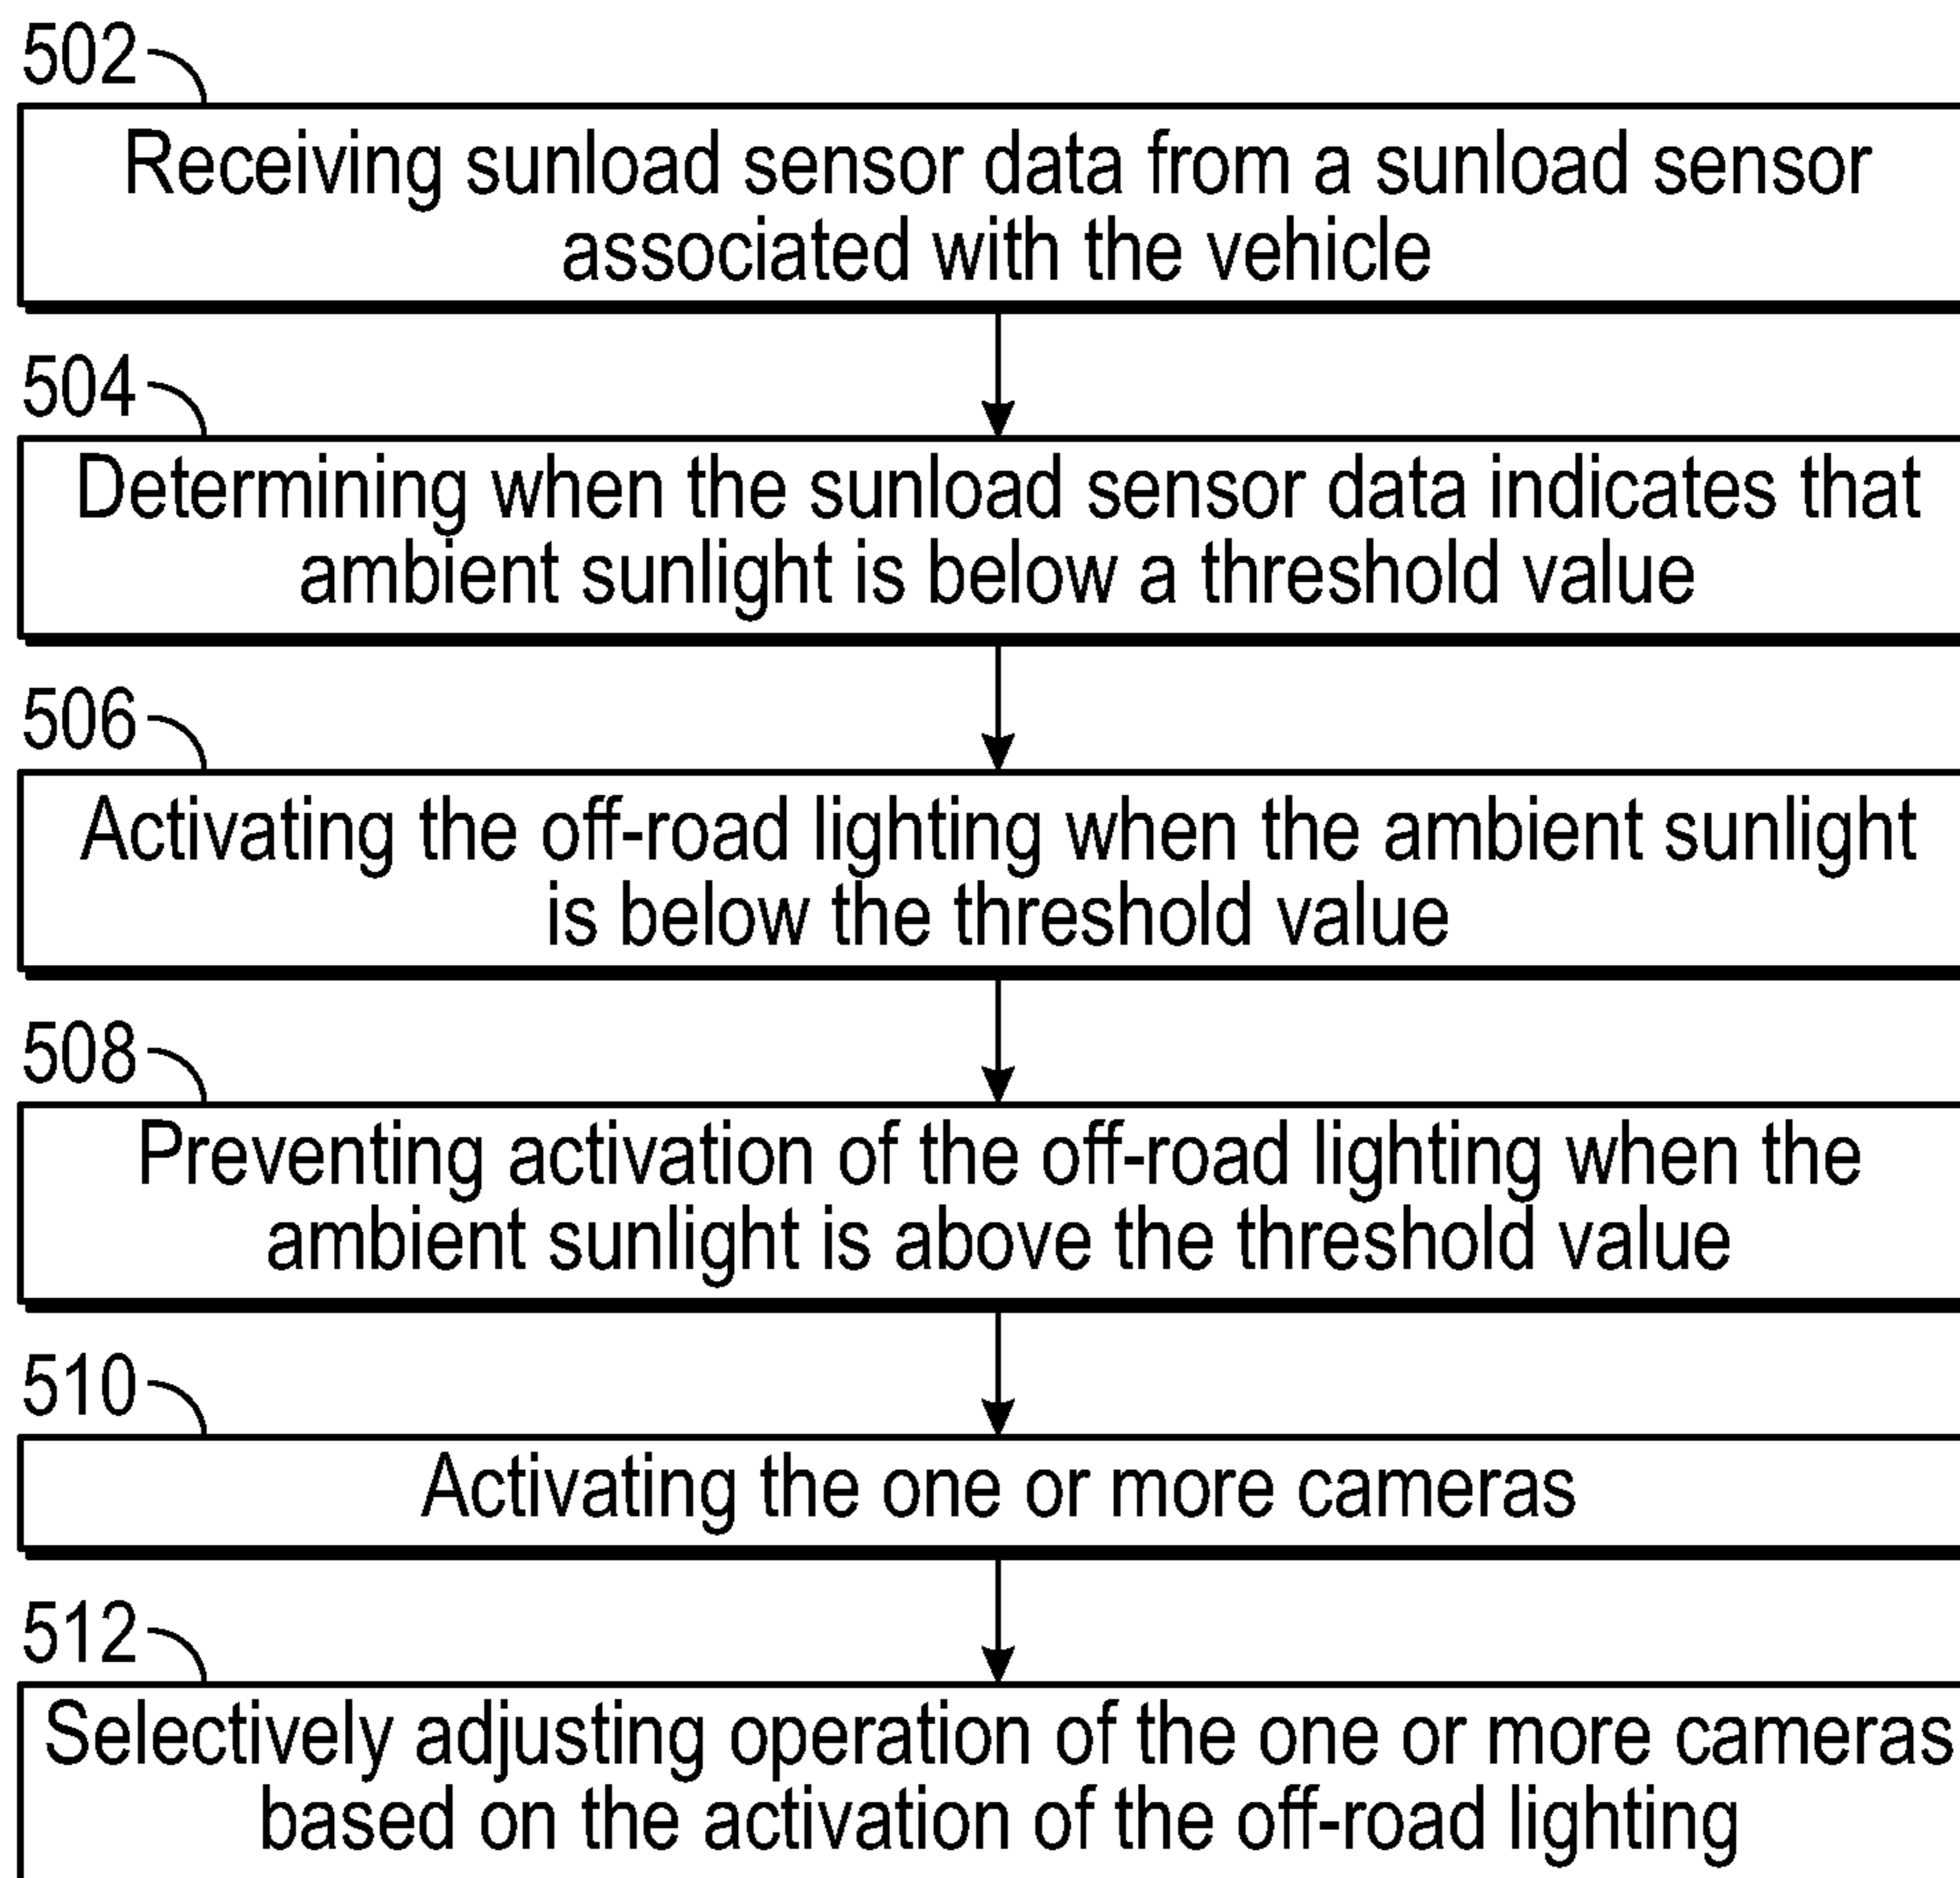 502
Receiving sunload sensor data from a sunload sensor
associated with the vehicle
504
Determining when the sunload sensor data indicates that
ambient sunlight is below a threshold value
506
Activating the off-road lighting when the ambient sunlight
is below the threshold value
508
Preventing activation of the off-road lighting when the
ambient sunlight is above the threshold value
510
Activating the one or more cameras
512
Selectively adjusting operation of the one or more cameras
based on the activation of the off-road lighting